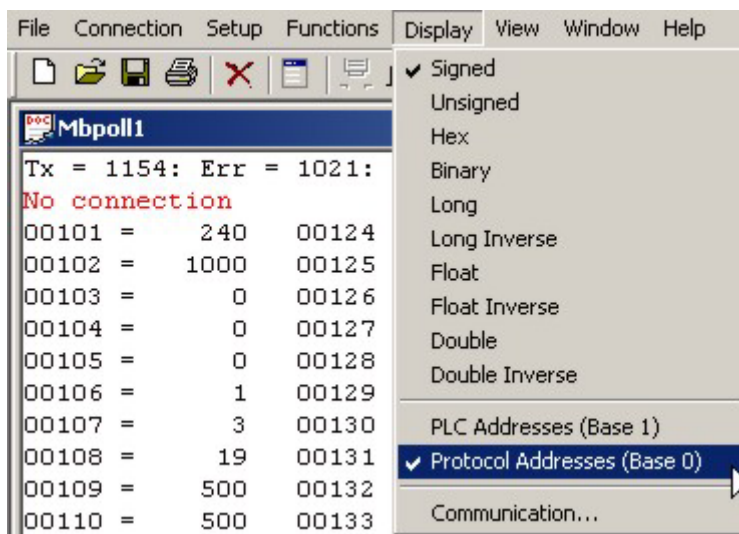 File Connection Setup Functions Display View Window Help
DOC Mbpoll1
Tx = 1154: Err = 1021:
No connection
00101 = 240 00124
00102 = 1000 00125
00103 = 0 00126
00104 = 0 00127
00105 = 0 00128
00106 = 1 00129
00107 = 3 00130
00108 = 19 00131
00109 = 500 00132
00110 = 500 00133
Signed
Unsigned
Hex
Binary
Long
Long Inverse
Float
Float Inverse
Double
Double Inverse
PLC Addresses (Base 1)
Protocol Addresses (Base 0)
Communication...